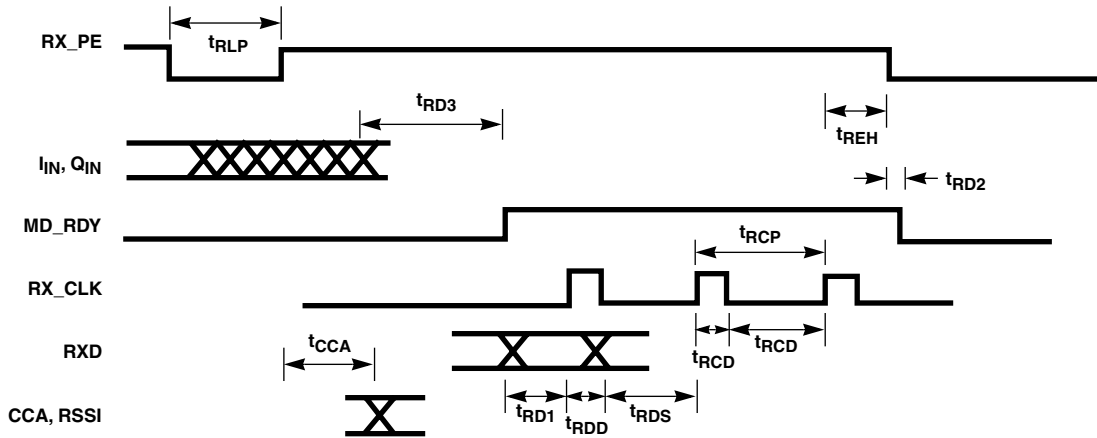 RX_PE
tRLP
tRD3
tREH
IIN, QIN
tRD2
MD_RDY
tRCP
RX_CLK
RXD
tCCA
tRCD
tRCD
CCA, RSSI
tRD1
tRDD
tRDS